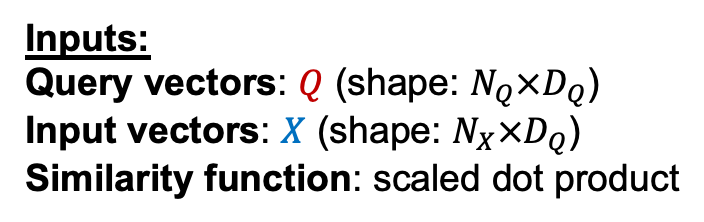 Inputs:
Query vectors: Q (shape: N_Q×D_Q)
Input vectors: X (shape: N_X×D_Q)
Similarity function: scaled dot product